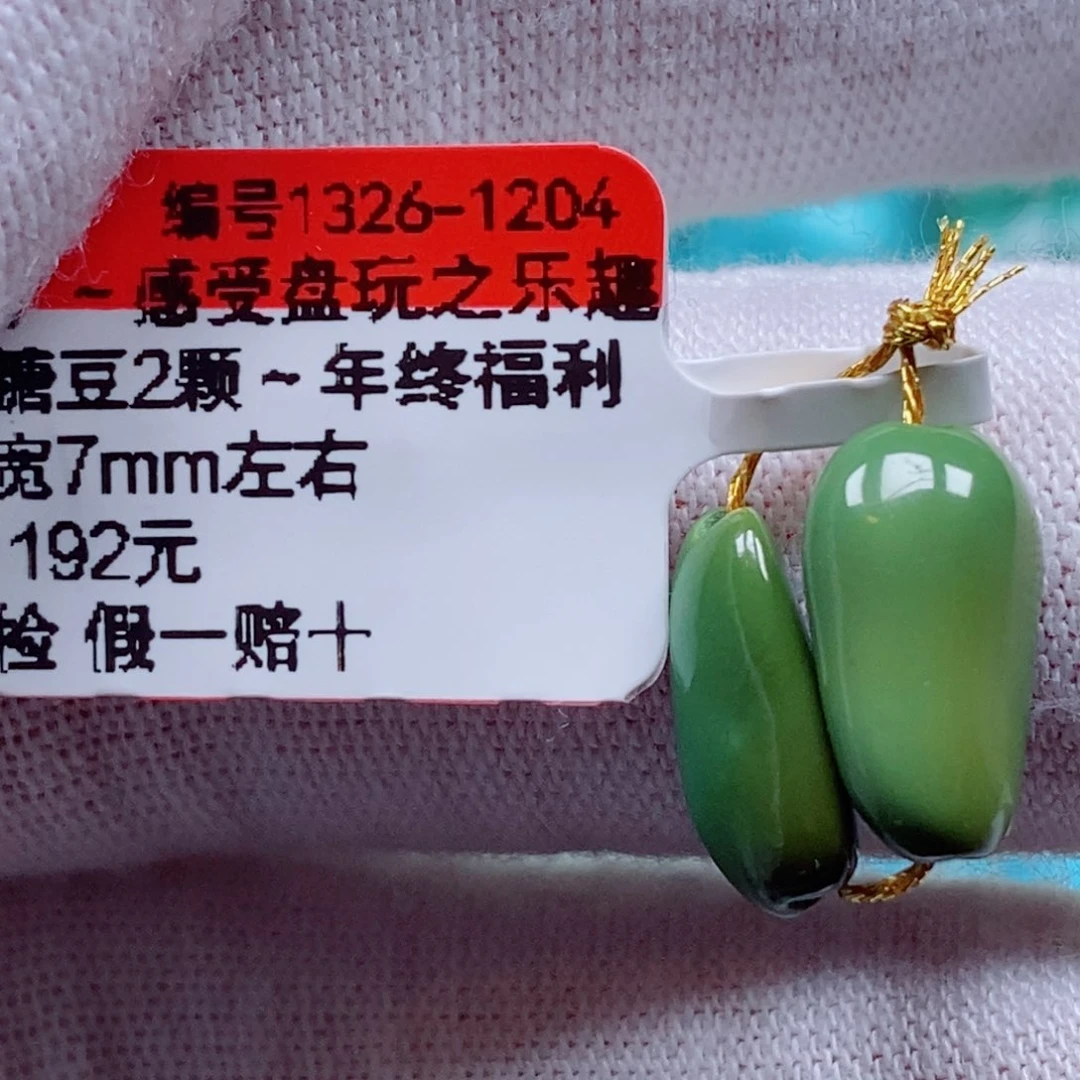 编号1326-1204
~感受盘玩之乐趣
糖豆2颗~年终福利
宽7mm左右
192元
检 假一赔十